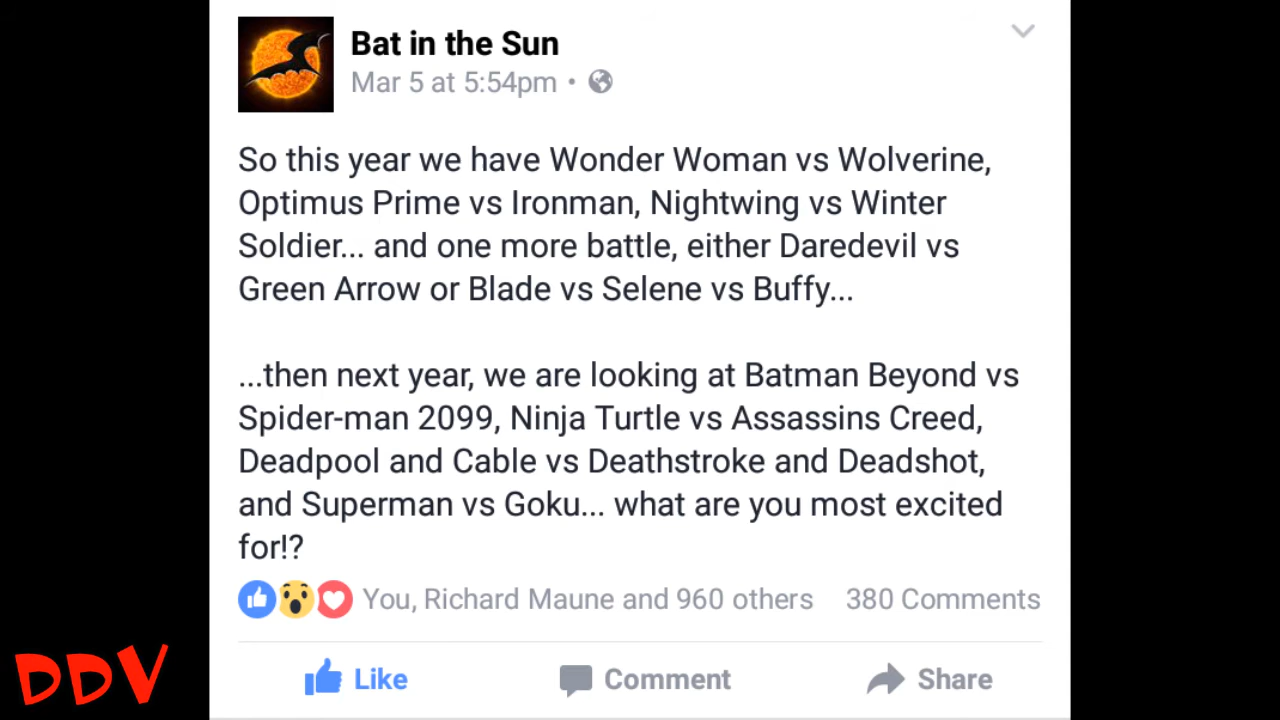 Bat in the Sun
Mar 5 at 5:54pm •
So this year we have Wonder Woman vs Wolverine,
Optimus Prime vs Ironman, Nightwing vs Winter
Soldier... and one more battle, either Daredevil vs
Green Arrow or Blade vs Selene vs Buffy...
...then next year, we are looking at Batman Beyond vs
Spider-man 2099, Ninja Turtle vs Assassins Creed,
Deadpool and Cable vs Deathstroke and Deadshot,
and Superman vs Goku... what are you most excited
for!?
You, Richard Maune and 960 others 380 Comments
Like Comment Share
DDV